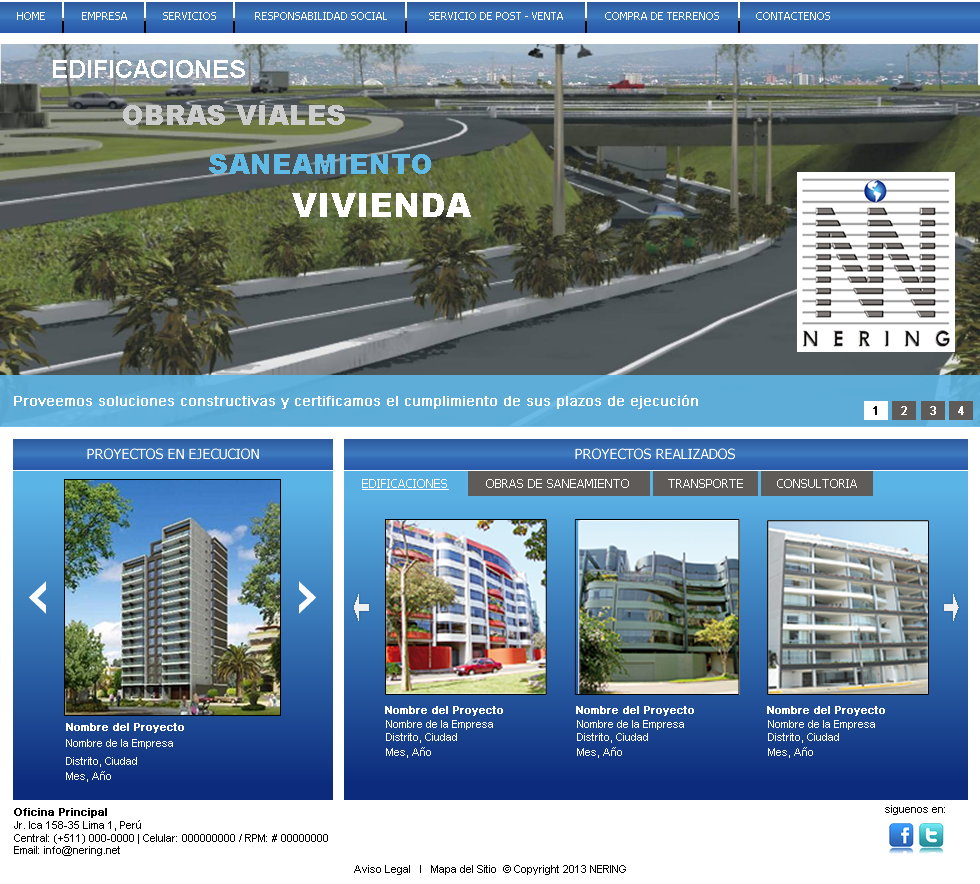 HOME EMPRESA SERVICIOS RESPONSABILIDAD SOCIAL SERVICIO DE POST - VENTA COMPRA DE TERRENOS CONTACTENOS
EDIFICACIONES
OBRAS VIALES
SANEAMIENTO
VIVIENDA
NERING
Proveemos soluciones constructivas y certificamos el cumplimiento de sus plazos de ejecución
1 2 3 4
PROYECTOS EN EJECUCION
Nombre del Proyecto
Nombre de la Empresa
Distrito, Ciudad
Mes, Año
PROYECTOS REALIZADOS
EDIFICACIONES OBRAS DE SANEAMIENTO TRANSPORTE CONSULTORIA
Nombre del Proyecto
Nombre de la Empresa
Distrito, Ciudad
Mes, Año
Nombre del Proyecto
Nombre de la Empresa
Distrito, Ciudad
Mes, Año
Nombre del Proyecto
Nombre de la Empresa
Distrito, Ciudad
Mes, Año
Oficina Principal
Jr. Ica 158-35 Lima 1, Perú
Central: (+511) 000-0000 | Celular: 000000000 / RPM: # 00000000
Email: info@nering.net
siguenos en:
Aviso Legal I Mapa del Sitio © Copyright 2013 NERING